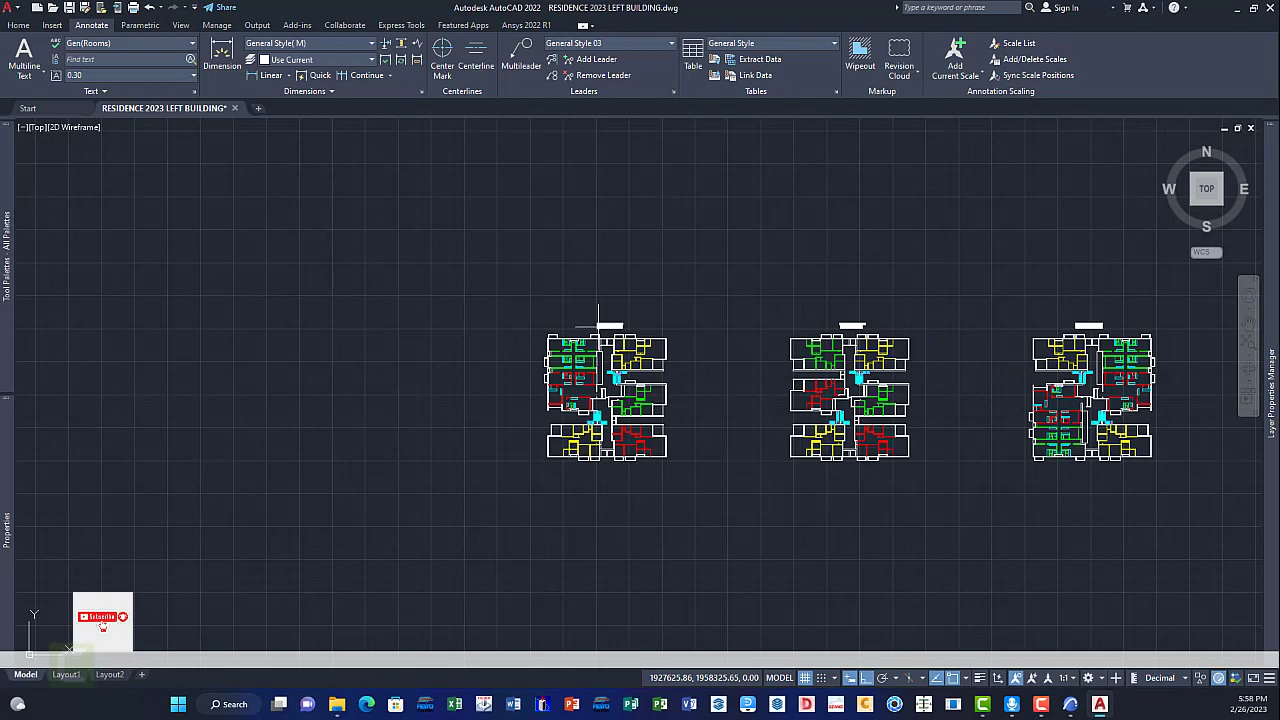 Share
Autodesk AutoCAD 2022 RESIDENCE 2023 LEFT BUILDING.dwg
Type a keyword or phrase
Sign In
Home Insert Annotate Parametric View Manage Output Add-ins Collaborate Express Tools Featured Apps Ansys 2022 R1
Multiline Text
Gen(Rooms)
Find text
0.30
Text
Dimension
General Style( M)
Use Current
Linear Quick Continue
Dimensions
Center Mark
Centerline
Centerlines
Multileader
General Style 03
Add Leader
Remove Leader
Leaders
Table
General Style
Extract Data
Link Data
Tables
Wipeout
Revision Cloud
Markup
Add Current Scale
Scale List
Add/Delete Scales
Sync Scale Positions
Annotation Scaling
Start
RESIDENCE 2023 LEFT BUILDING*
[−][Top][2D Wireframe]
N
W TOP E
S
WCS
Tool Palettes - All Palettes
Properties
Layer Properties Manager
Subscribe
Y
X
Model Layout1 Layout2
1927625.86, 1958325.65, 0.00 MODEL
1:1
Decimal
Search
5:58 PM
2/26/2023